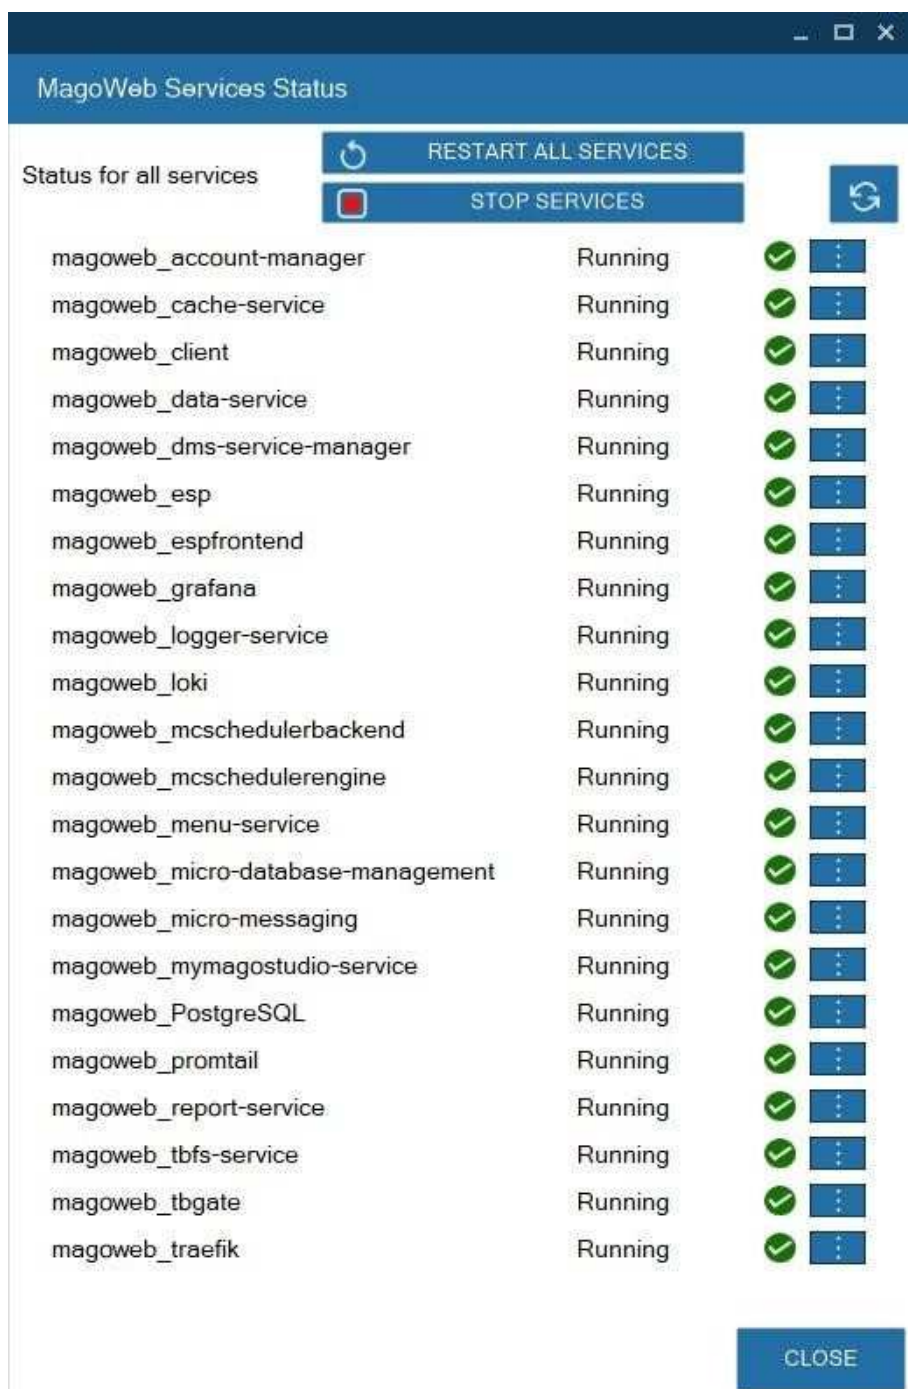 MagoWeb Services Status
RESTART ALL SERVICES
Status for all services
STOP SERVICES
magoweb_account-manager Running
magoweb_cache-service Running
magoweb_client Running
magoweb_data-service Running
magoweb_dms-service-manager Running
magoweb_esp Running
magoweb_espfrontend Running
magoweb_grafana Running
magoweb_logger-service Running
magoweb_loki Running
magoweb_mcschedulerbackend Running
magoweb_mcschedulerengine Running
magoweb_menu-service Running
magoweb_micro-database-management Running
magoweb_micro-messaging Running
magoweb_mymagostudio-service Running
magoweb_PostgreSQL Running
magoweb_promtail Running
magoweb_report-service Running
magoweb_tbfs-service Running
magoweb_tbgate Running
magoweb_traefik Running
CLOSE